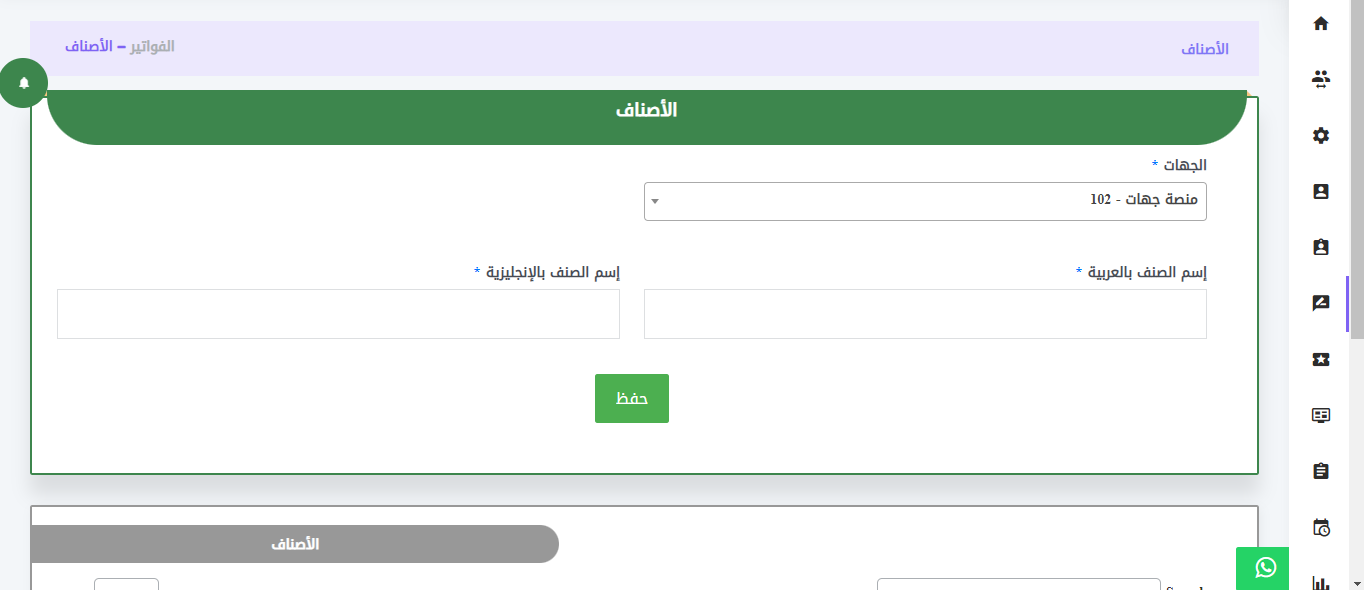 الأصناف
الفواتير – الأصناف
الأصناف
الجهات *
منصة جهات - 102
إسم الصنف بالعربية *
إسم الصنف بالإنجليزية *
حفظ
الأصناف